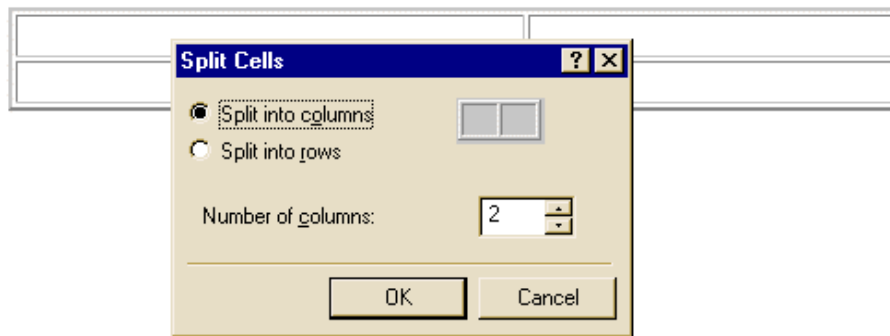 Split Cells
Split into columns
Split into rows
Number of columns: 2
OK Cancel